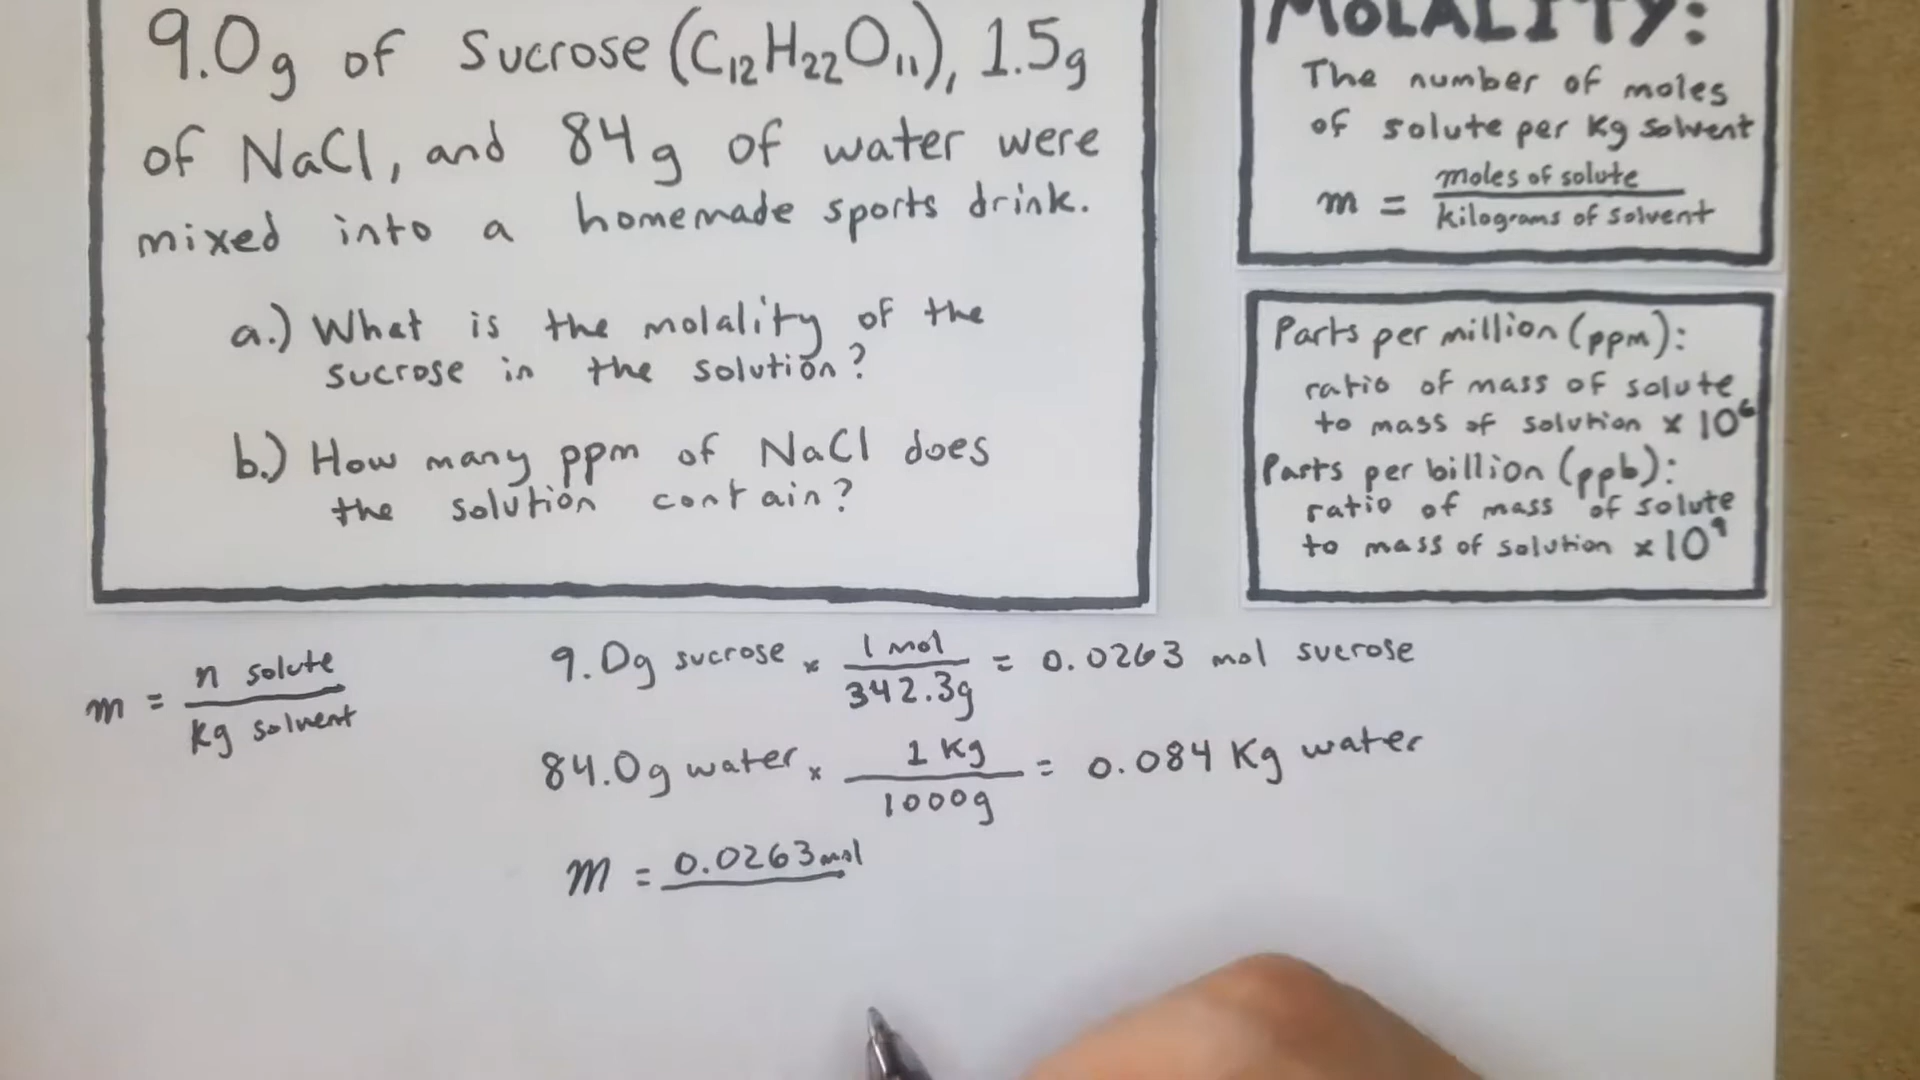 9.0g of sucrose (C₁₂H₂₂O₁₁), 1.5g
of NaCl, and 84g of water were
mixed into a homemade sports drink.
a.) What is the molality of the
sucrose in the solution?
b.) How many ppm of NaCl does
the solution contain?
MOLALITY:
The number of moles
of solute per Kg solvent
m = moles of solute
kilograms of solvent
Parts per million (ppm):
ratio of mass of solute
to mass of solution x 10⁶
Parts per billion (ppb):
ratio of mass of solute
to mass of solution x 10⁹
m = n solute
kg solvent
9.0g sucrose x 1 mol = 0.0263 mol sucrose
342.3g
84.0g water x 1 Kg = 0.084 Kg water
1000g
m = 0.0263 mol